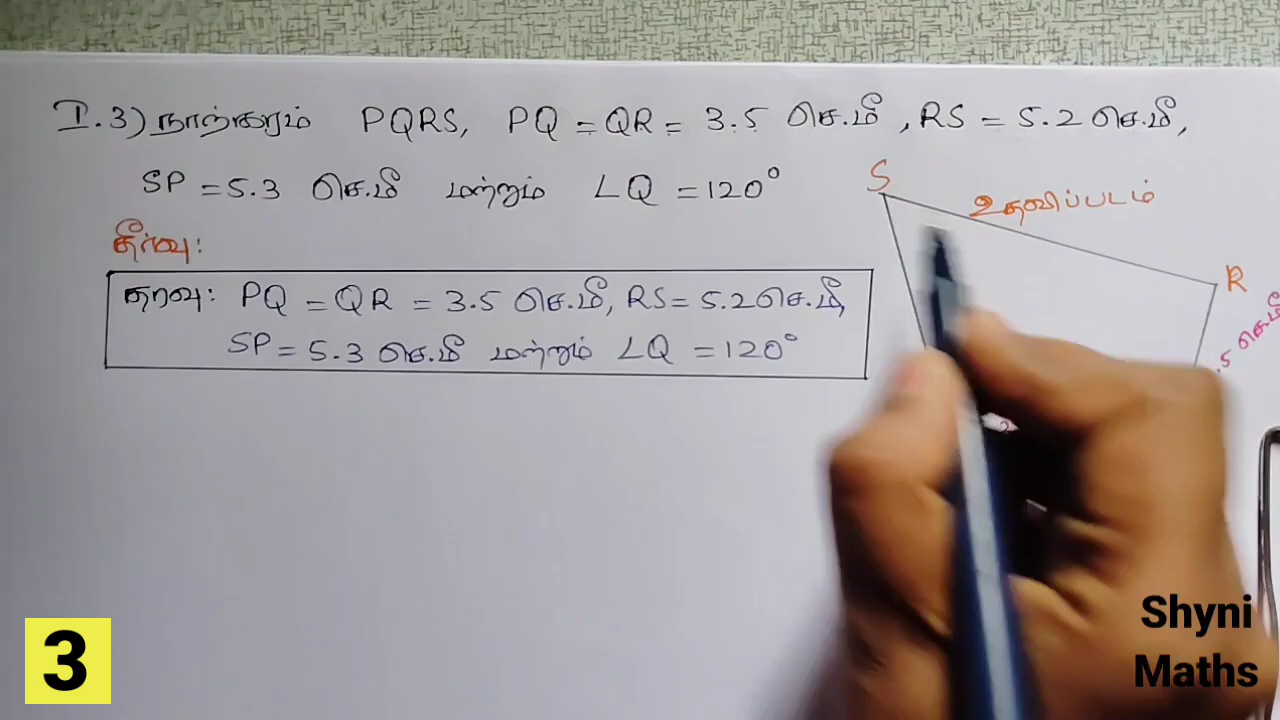 I.3) நாற்கரம் PQRS, PQ = QR = 3.5 செ.மீ, RS = 5.2 செ.மீ,
SP = 5.3 செ.மீ மற்றும் ∠Q = 120°
S
உதவிப்படம்
தீர்வு:
R
தரவு: PQ = QR = 3.5 செ.மீ, RS = 5.2 செ.மீ,
SP = 5.3 செ.மீ மற்றும் ∠Q = 120°
.5 செ.மீ
3
Shyni
Maths